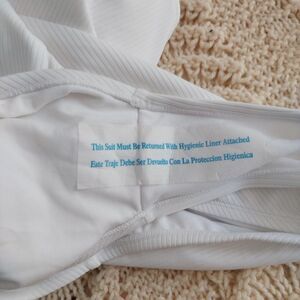 This Suit Must Be Returned With Hygienic Liner Attached
Este Traje Debe Ser Devuelto Con La Proteccion Higienica